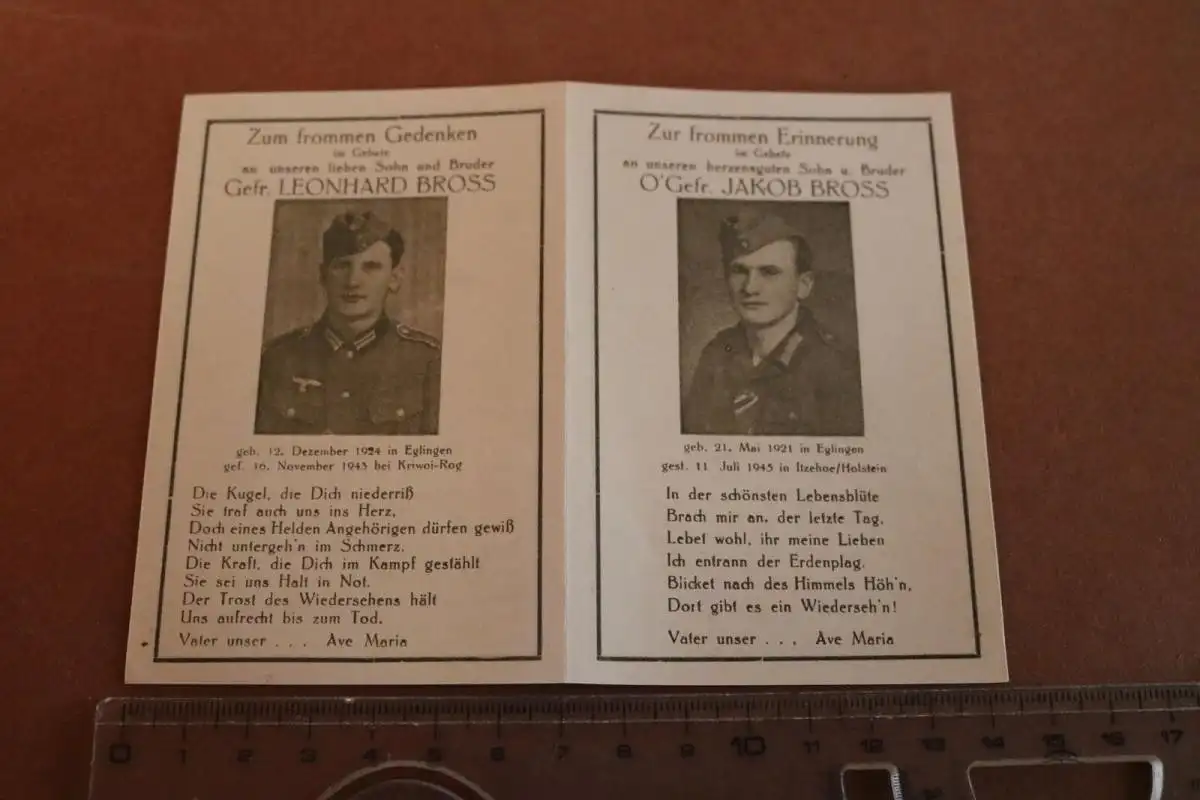 Zum frommen Gedenken
im Gebete
an unseren lieben Sohn und Bruder
Gefr. LEONHARD BROSS
geb. 12. Dezember 1924 in Eglingen
gef. 16. November 1943 bei Kriwoi-Rog
Die Kugel, die Dich niederriß
Sie traf auch uns ins Herz,
Doch eines Helden Angehörigen dürfen gewiß
Nicht untergeh'n im Schmerz.
Die Kraft, die Dich im Kampf gestählt
Sie sei uns Halt in Not.
Der Trost des Wiedersehens hält
Uns aufrecht bis zum Tod.
Vater unser . . . Ave Maria
Zur frommen Erinnerung
im Gebete
an unseren herzensguten Sohn u. Bruder
O'Gefr. JAKOB BROSS
geb. 21. Mai 1921 in Eglingen
gest. 11 Juli 1945 in Itzehoe/Holstein
In der schönsten Lebensblüte
Brach mir an, der letzte Tag,
Lebet wohl, ihr meine Lieben
Ich entrann der Erdenplag.
Blicket nach des Himmels Höh'n,
Dort gibt es ein Wiederseh'n!
Vater unser . . . Ave Maria
0 1 2 3 4 5 6 7 8 9 10 11 12 13 14 15 16 17